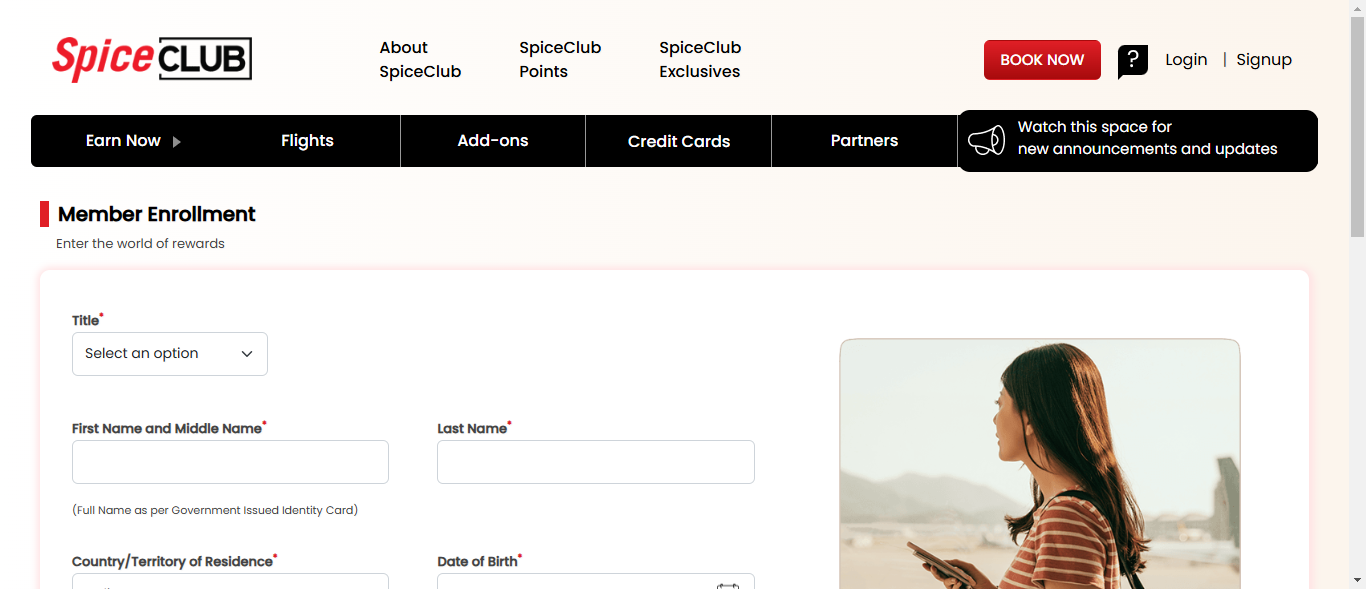 SpiceCLUB
About
SpiceClub
SpiceClub
Points
SpiceClub
Exclusives
BOOK NOW
?
Login | Signup
Earn Now
Flights
Add-ons
Credit Cards
Partners
Watch this space for
new announcements and updates
Member Enrollment
Enter the world of rewards
Title*
Select an option
First Name and Middle Name*
Last Name*
(Full Name as per Government Issued Identity Card)
Country/Territory of Residence*
Date of Birth*